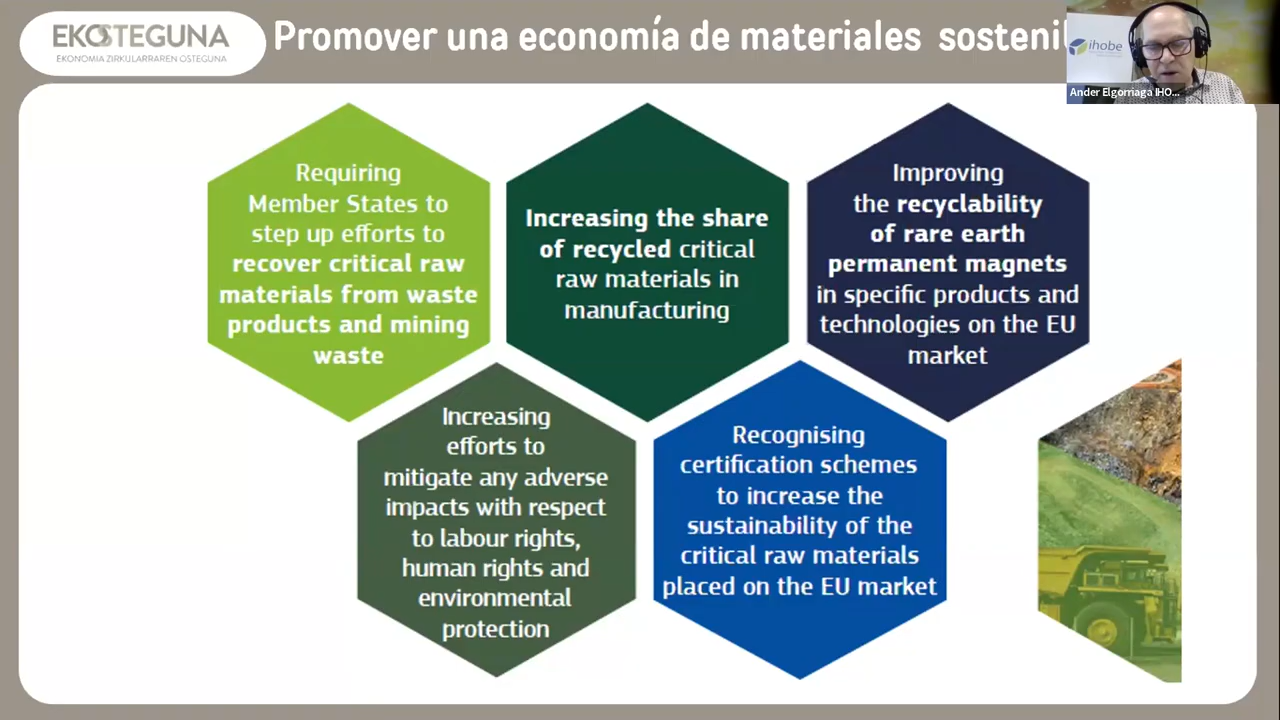 EKOSTEGUNA
EKONOMIA ZIRKULARRAREN OSTEGUNA
Promover una economía de materiales sostenil
ihobe
Ander Elgorriaga IHO...
Requiring
Member States to
step up efforts to
recover critical raw
materials from waste
products and mining
waste
Increasing the share
of recycled critical
raw materials in
manufacturing
Improving
the recyclability
of rare earth
permanent magnets
in specific products and
technologies on the EU
market
Increasing
efforts to
mitigate any adverse
impacts with respect
to labour rights,
human rights and
environmental
protection
Recognising
certification schemes
to increase the
sustainability of the
critical raw materials
placed on the EU market